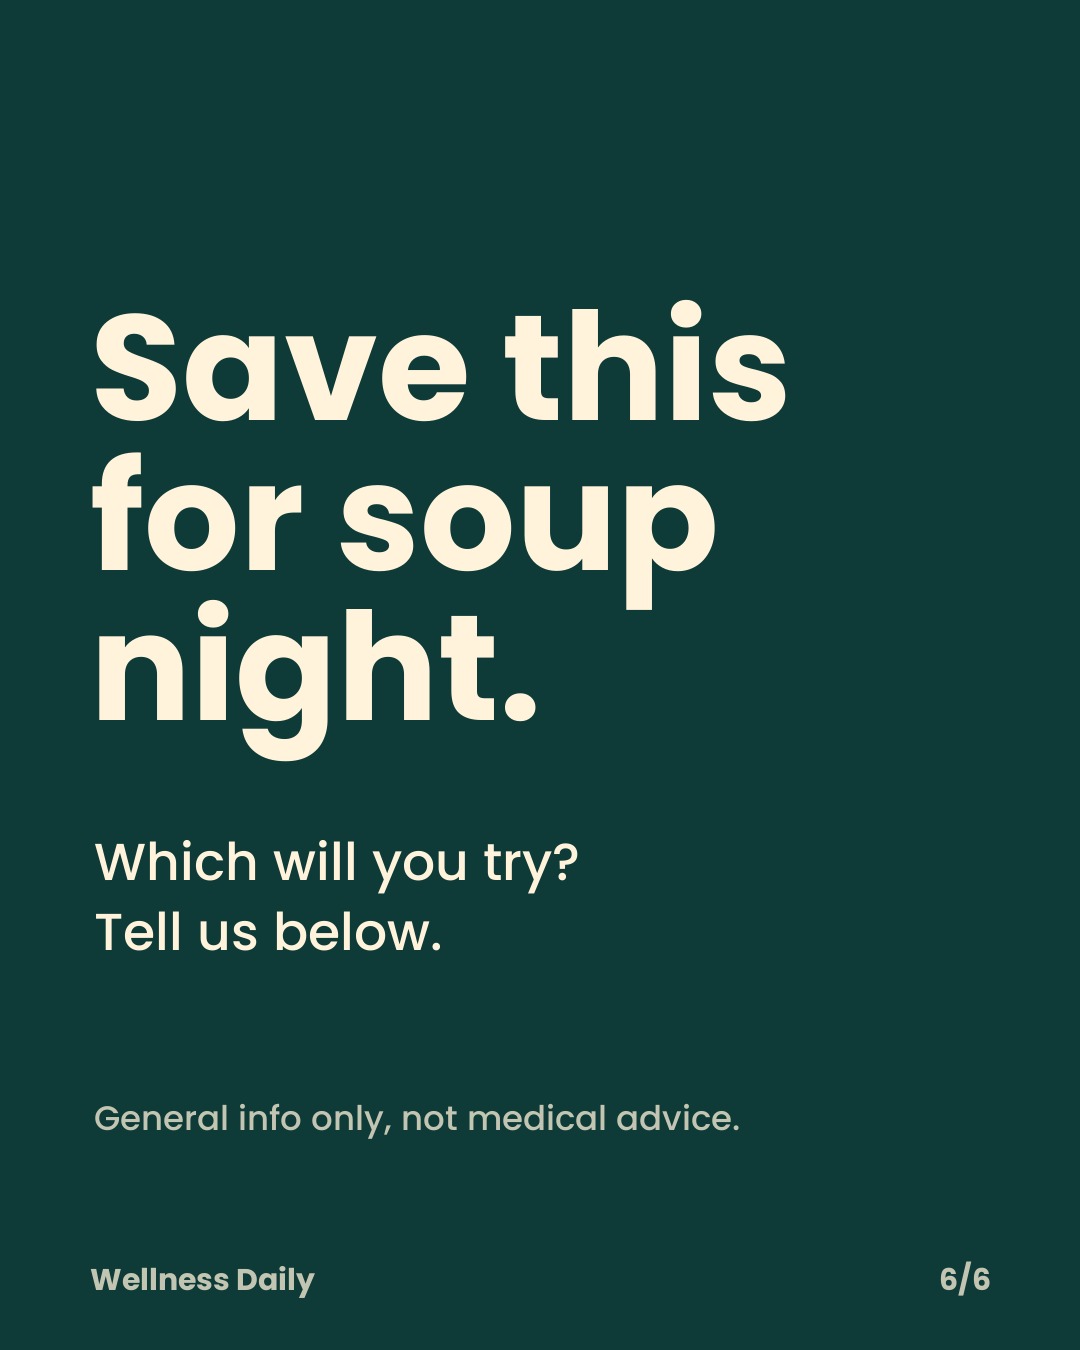 Save this
for soup
night.
Which will you try?
Tell us below.
General info only, not medical advice.
Wellness Daily
6/6